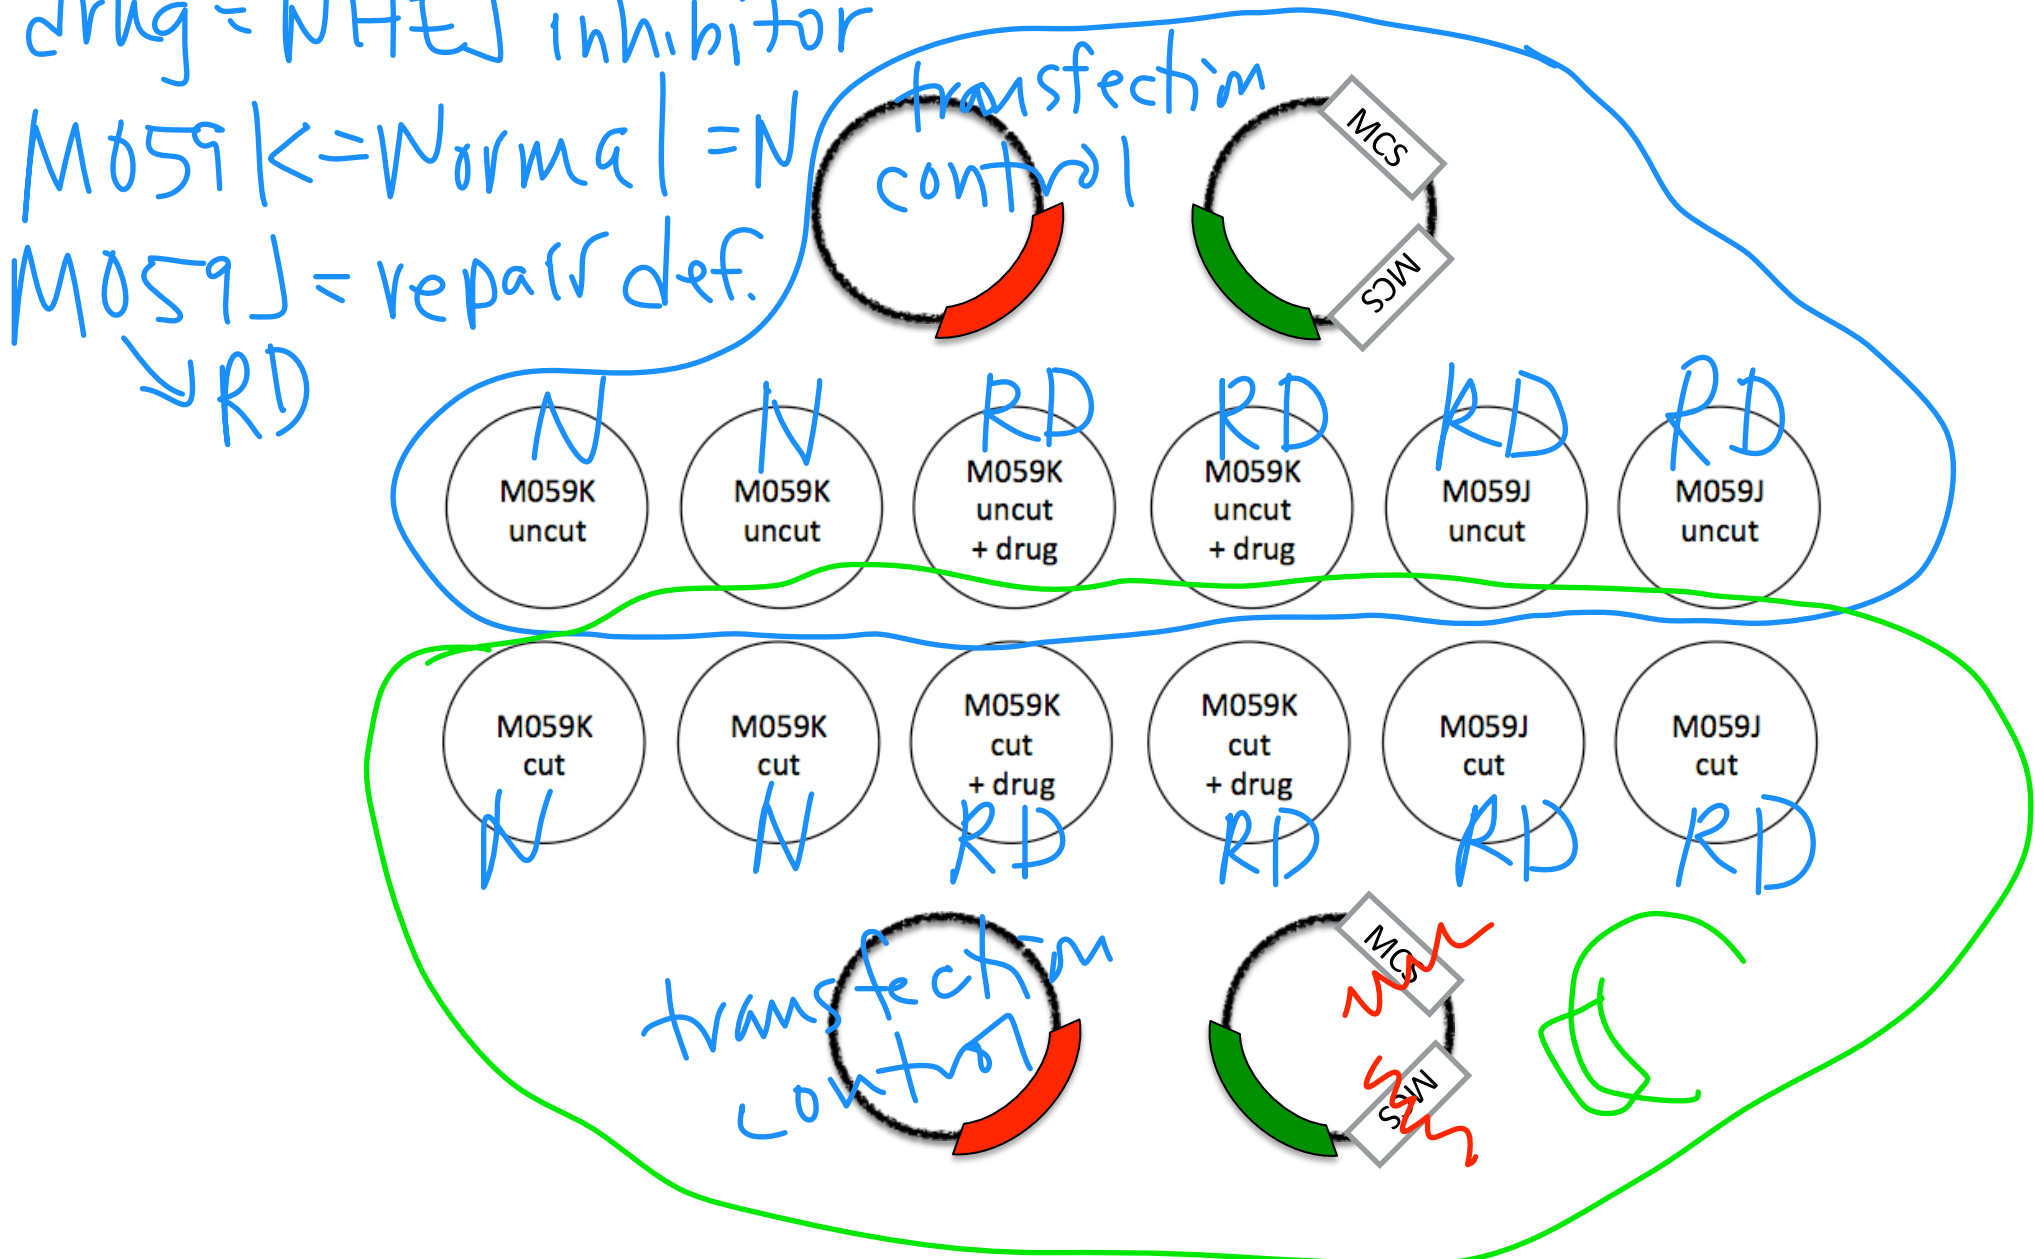 drug = NHEJ inhibitor
M059K = Normal = N
M059J = repair def.
→ RD
transfection
control
MCS
MCS
N N RD RD RD RD
M059K uncut
M059K uncut
M059K uncut + drug
M059K uncut + drug
M059J uncut
M059J uncut
M059K cut
M059K cut
M059K cut + drug
M059K cut + drug
M059J cut
M059J cut
N N RD RD RD RD
transfection
control
MCS
MCS